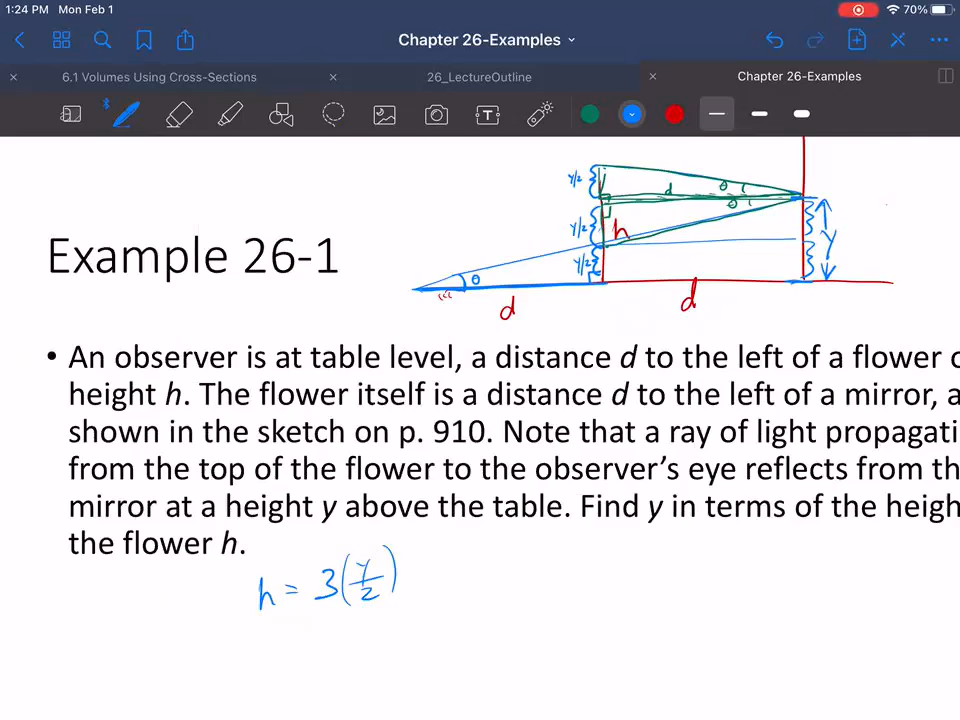 1:24 PM Mon Feb 1
70%
Chapter 26-Examples
6.1 Volumes Using Cross-Sections
26_LectureOutline
Chapter 26-Examples
Example 26-1
y/2
y/2
y/2
d
θ
θ
h
y
θ
d
d
• An observer is at table level, a distance d to the left of a flower o
height h. The flower itself is a distance d to the left of a mirror, a
shown in the sketch on p. 910. Note that a ray of light propagati
from the top of the flower to the observer’s eye reflects from th
mirror at a height y above the table. Find y in terms of the heigh
the flower h.
h = 3(y/2)